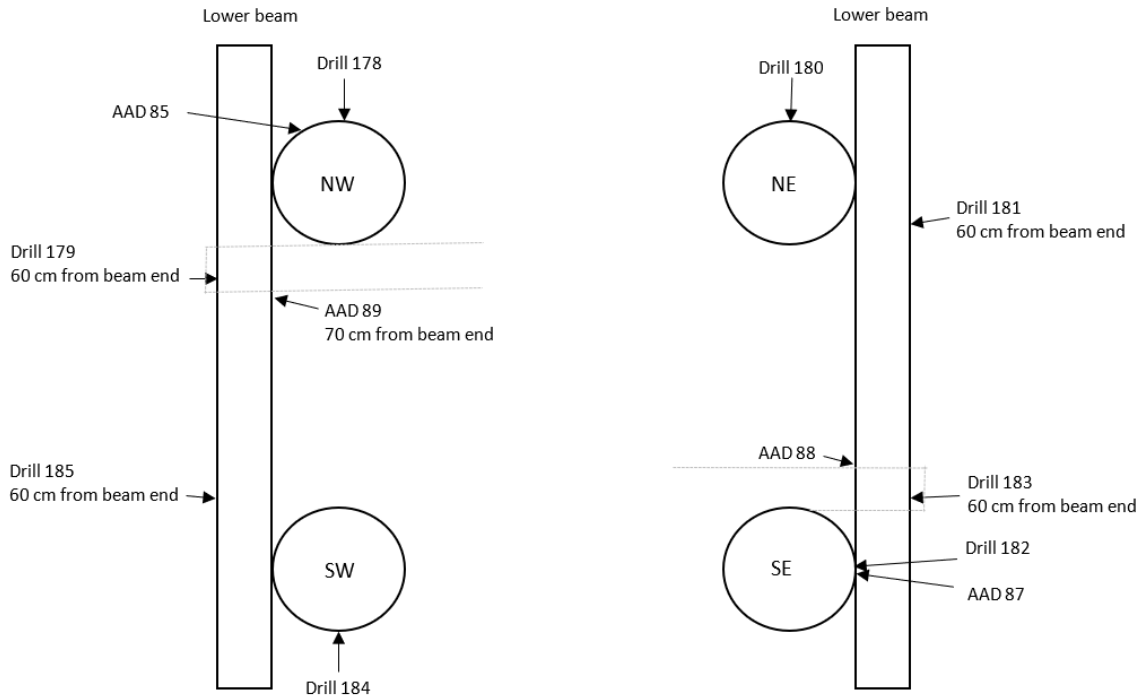 Lower beam
Lower beam
Drill 178
Drill 180
AAD 85
NW
NE
Drill 181
60 cm from beam end
Drill 179
60 cm from beam end
AAD 89
70 cm from beam end
AAD 88
Drill 185
60 cm from beam end
Drill 183
60 cm from beam end
Drill 182
SW
SE
AAD 87
Drill 184